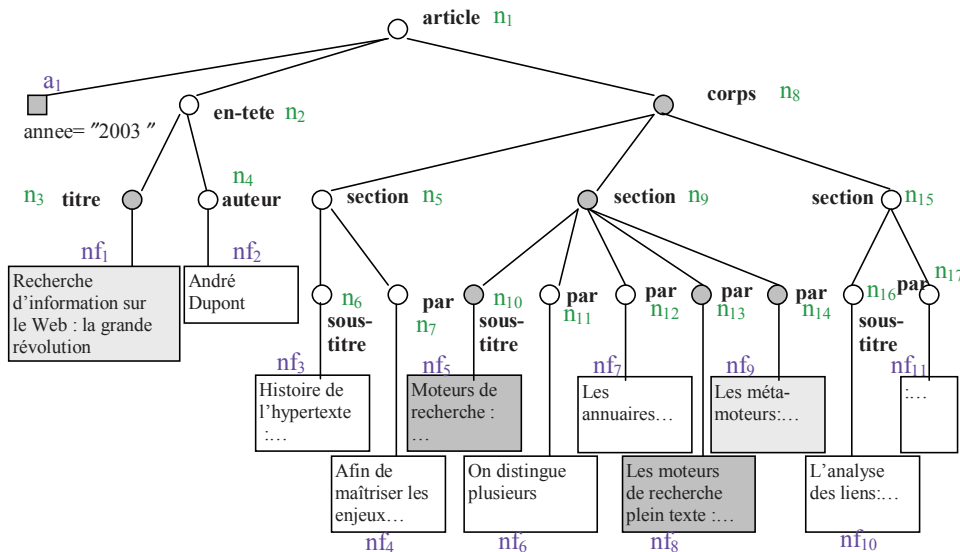 article n1
a1
annee= "2003 "
en-tete n2
corps n8
n3 titre
n4
auteur
section n5
section n9
section n15
nf1
nf2
Recherche
d'information sur
le Web : la grande
révolution
André
Dupont
n6
sous-
titre
par
n7
n10
sous-
titre
par
n11
par
n12
par
n13
par
n14
n16
sous-
titre
par
n17
nf3
nf5
nf7
nf9
nf11
Histoire de
l'hypertexte
:…
Moteurs de
recherche :
…
Les
annuaires…
Les méta-
moteurs:…
:…
Afin de
maîtriser les
enjeux…
On distingue
plusieurs
Les moteurs
de recherche
plein texte :…
L'analyse
des liens:…
nf4
nf6
nf8
nf10